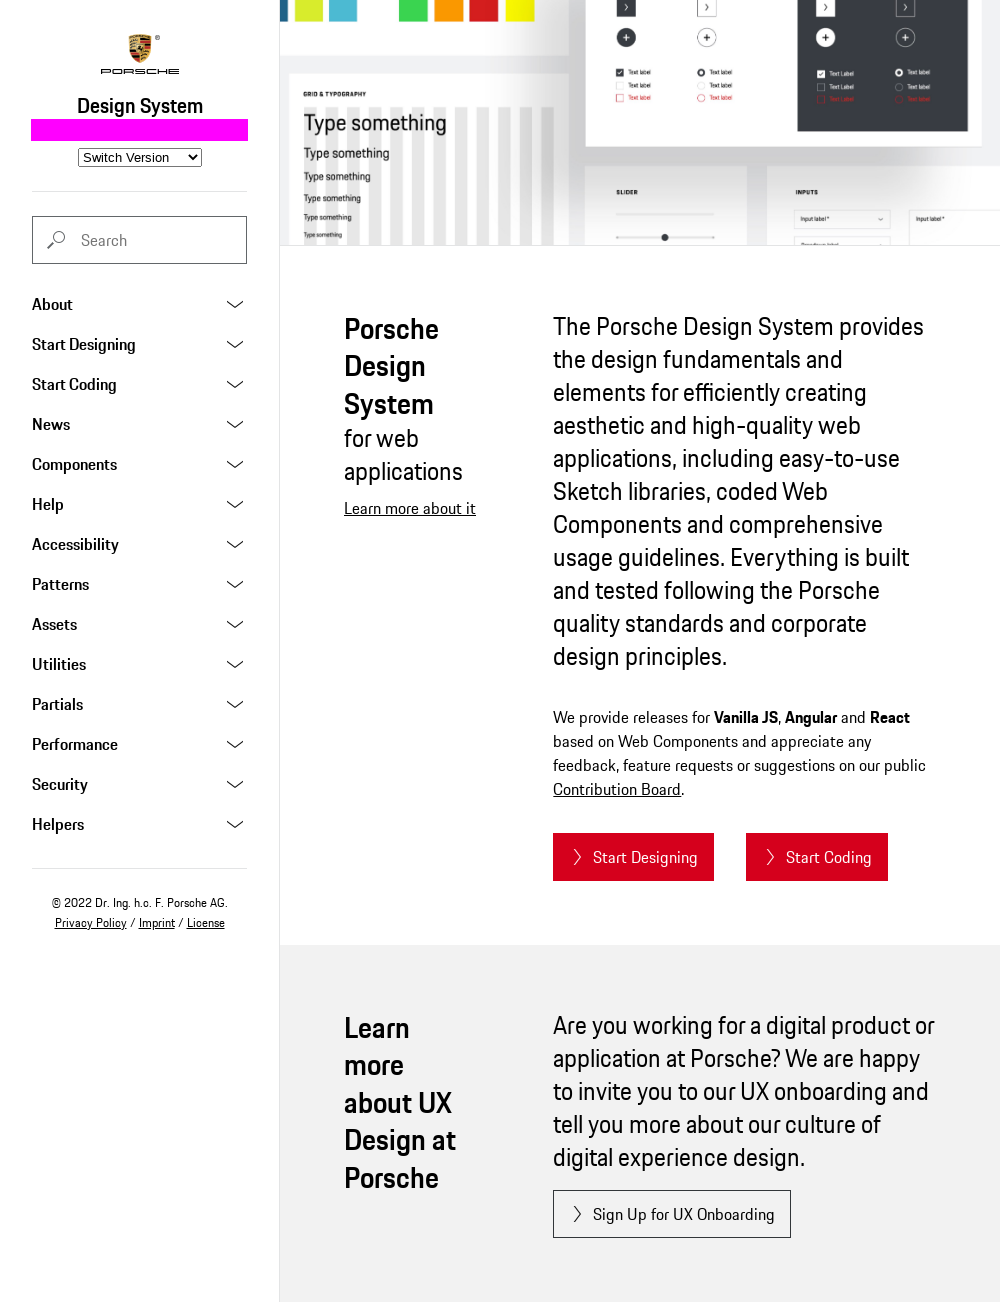 PORSCHE
Design System
Switch Version
Search
About
Start Designing
Start Coding
News
Components
Help
Accessibility
Patterns
Assets
Utilities
Partials
Performance
Security
Helpers
© 2022 Dr. Ing. h.c. F. Porsche AG.
Privacy Policy / Imprint / License
GRID & TYPOGRAPHY
Type something
Type something
Type something
Type something
Type something
Type something
Text label
Text label
Text label
Text label
Text label
Text label
Text Label
Text Label
Text Label
Text label
Text label
Text label
SLIDER
INPUTS
Input label*
Input label*
Porsche
Design
System
for web
applications
Learn more about it
The Porsche Design System provides
the design fundamentals and
elements for efficiently creating
aesthetic and high-quality web
applications, including easy-to-use
Sketch libraries, coded Web
Components and comprehensive
usage guidelines. Everything is built
and tested following the Porsche
quality standards and corporate
design principles.
We provide releases for Vanilla JS, Angular and React
based on Web Components and appreciate any
feedback, feature requests or suggestions on our public
Contribution Board.
Start Designing
Start Coding
Learn
more
about UX
Design at
Porsche
Are you working for a digital product or
application at Porsche? We are happy
to invite you to our UX onboarding and
tell you more about our culture of
digital experience design.
Sign Up for UX Onboarding